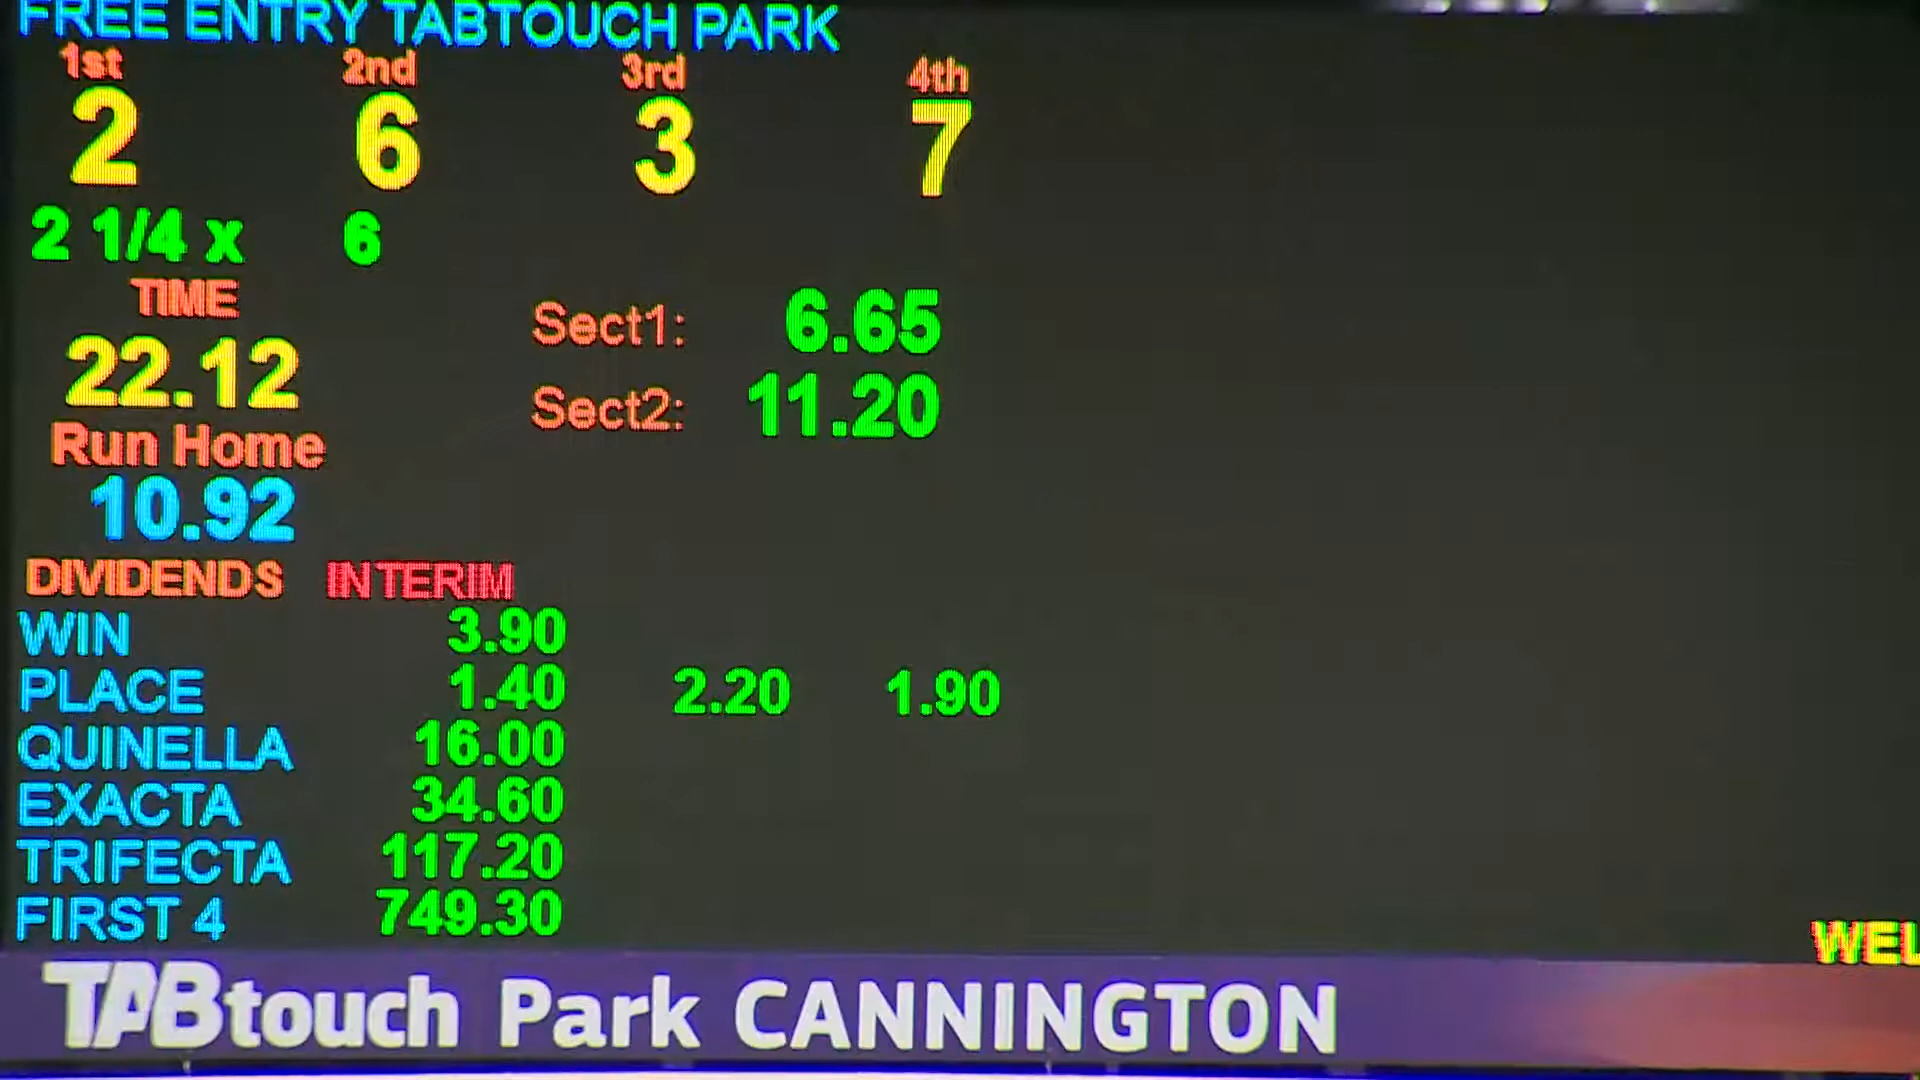 FREE ENTRY TABTOUCH PARK
1st 2nd 3rd 4th
2 6 3 7
2 1/4 x 6
TIME
22.12
Sect1: 6.65
Sect2: 11.20
Run Home
10.92
DIVIDENDS INTERIM
WIN 3.90
PLACE 1.40 2.20 1.90
QUINELLA 16.00
EXACTA 34.60
TRIFECTA 117.20
FIRST 4 749.30
WEL
TABtouch Park CANNINGTON